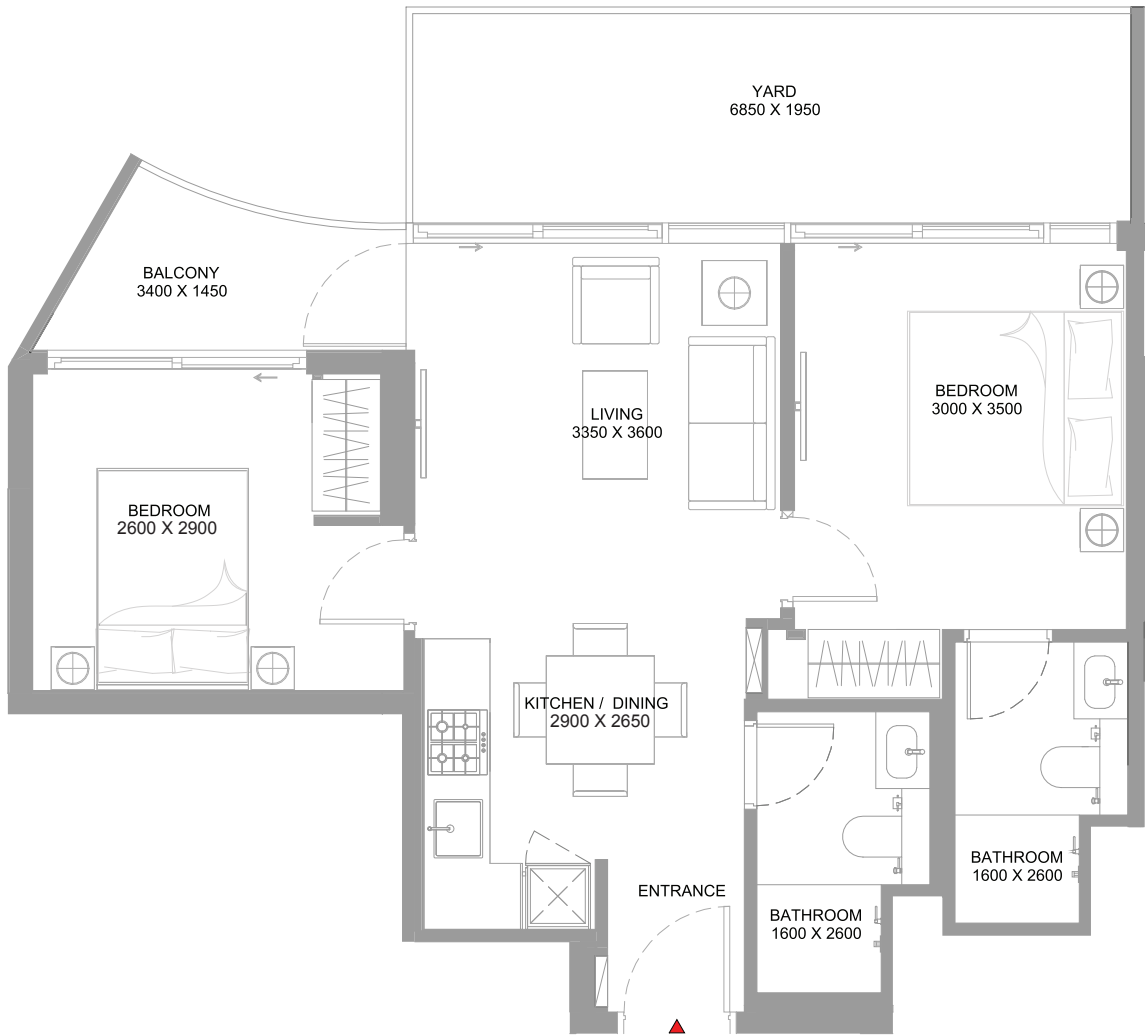 YARD
6850 X 1950
BALCONY
3400 X 1450
BEDROOM
3000 X 3500
LIVING
3350 X 3600
BEDROOM
2600 X 2900
KITCHEN / DINING
2900 X 2650
BATHROOM
1600 X 2600
ENTRANCE
BATHROOM
1600 X 2600